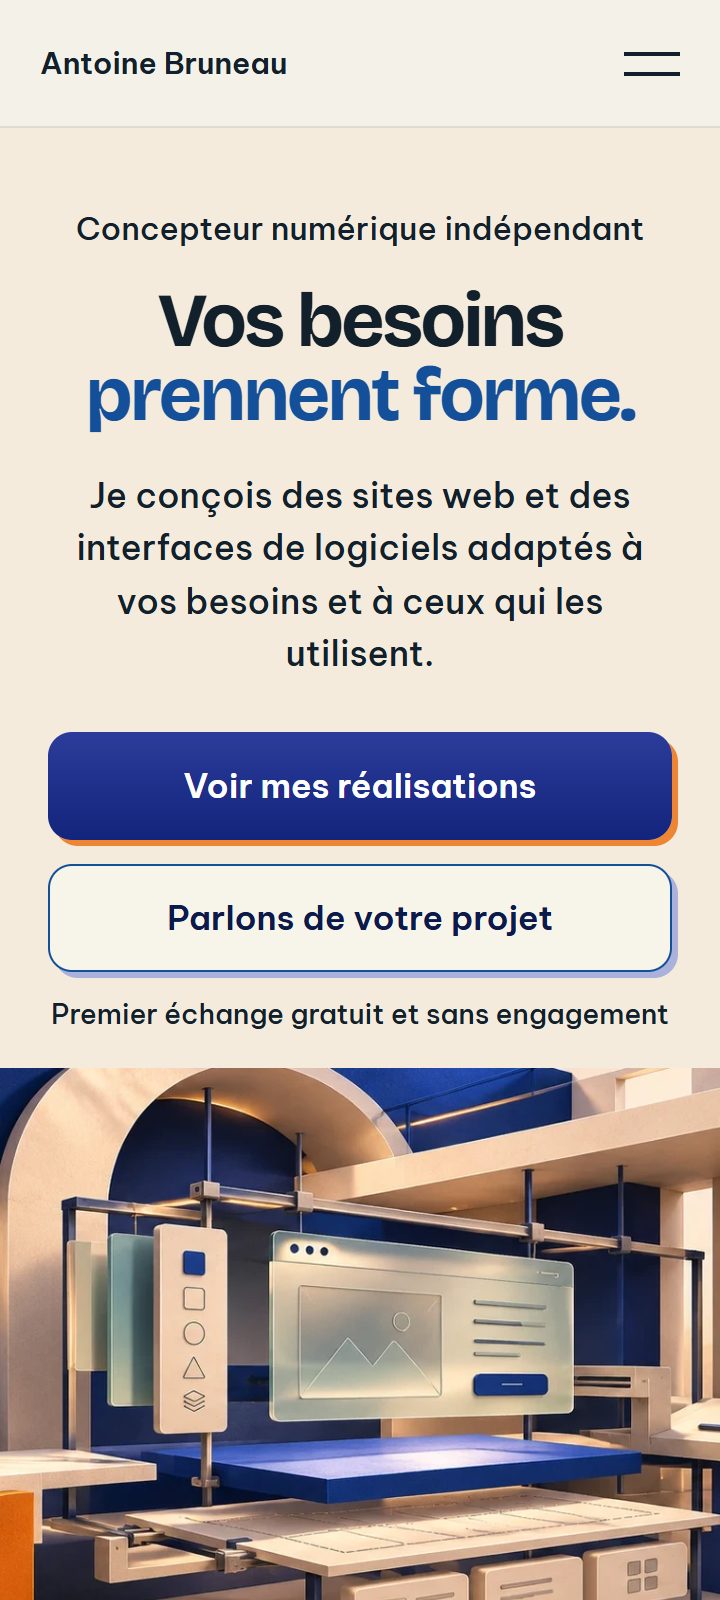 Antoine Bruneau
Concepteur numérique indépendant
Vos besoins
prennent forme.
Je conçois des sites web et des
interfaces de logiciels adaptés à
vos besoins et à ceux qui les
utilisent.
Voir mes réalisations
Parlons de votre projet
Premier échange gratuit et sans engagement